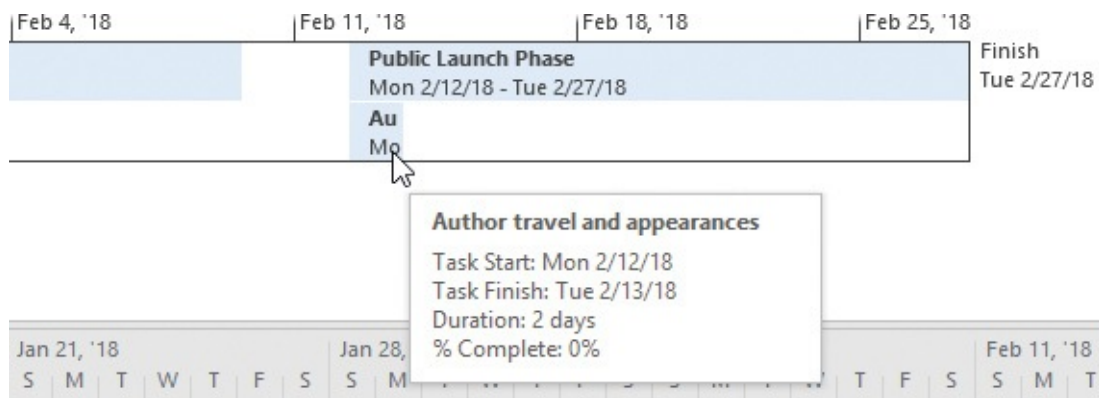 Feb 4, '18 Feb 11, '18 Feb 18, '18 Feb 25, '18
Public Launch Phase
Mon 2/12/18 - Tue 2/27/18
Finish
Tue 2/27/18
Au
Mo
Author travel and appearances
Task Start: Mon 2/12/18
Task Finish: Tue 2/13/18
Duration: 2 days
% Complete: 0%
Jan 21, '18 Jan 28, Feb 11, '18
S M T W T F S S M T F S S M T